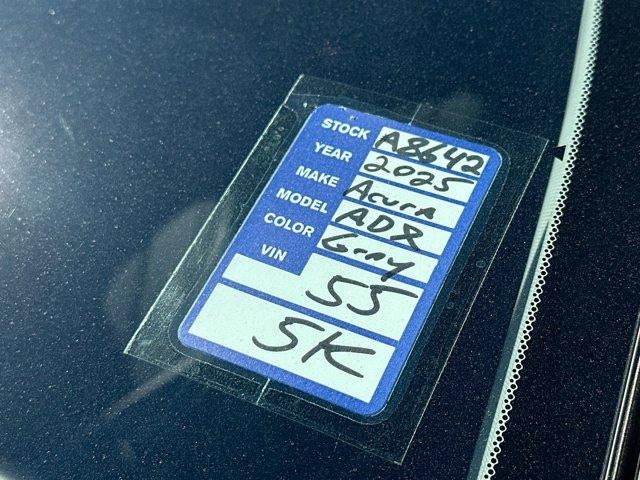 STOCK A8642
YEAR 2025
MAKE Acura
MODEL ADX
COLOR Gray
VIN 55
5K